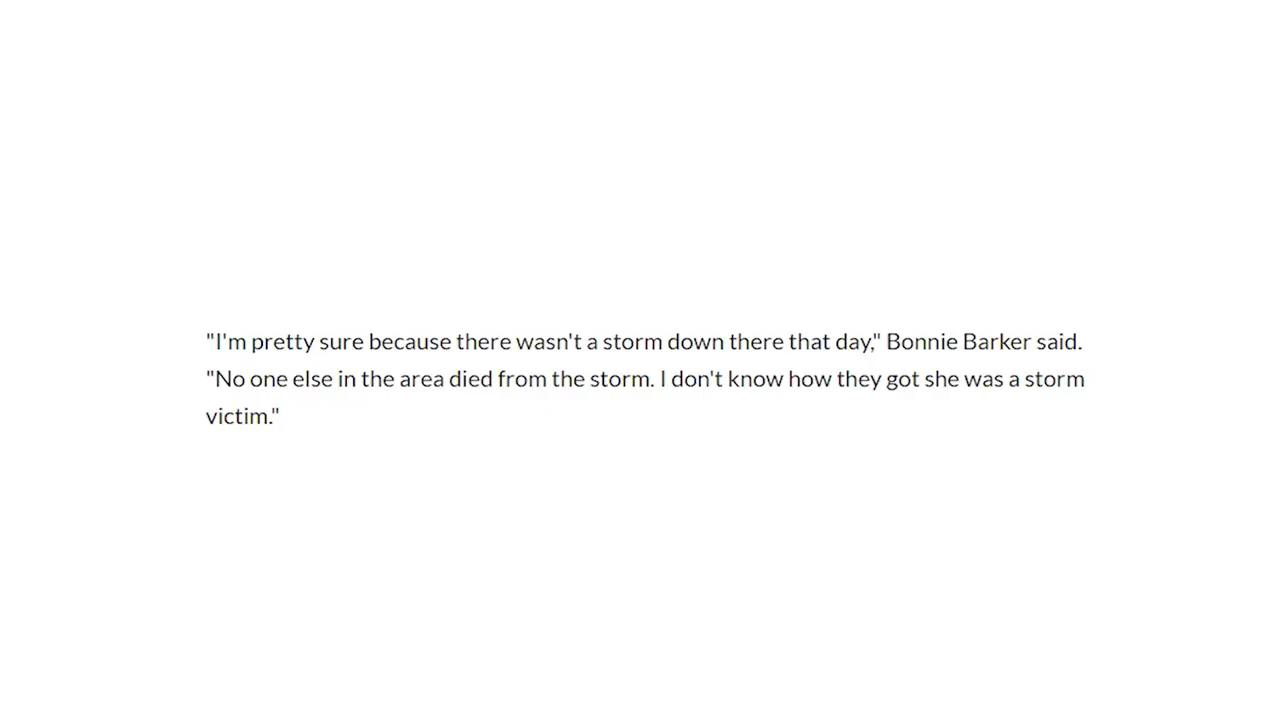 "I'm pretty sure because there wasn't a storm down there that day," Bonnie Barker said.
"No one else in the area died from the storm. I don't know how they got she was a storm
victim."